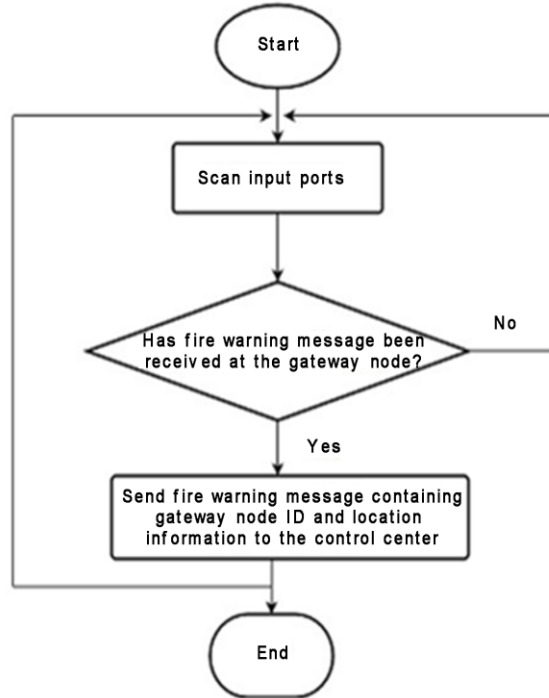 Start
Scan input ports
Has fire warning message been
received at the gateway node?
No
Yes
Send fire warning message containing
gateway node ID and location
information to the control center
End